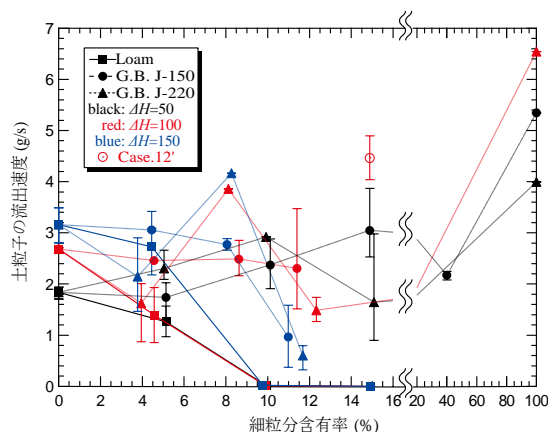 7
6
5
4
3
2
1
0
土粒子の流出速度 (g/s)
Loam
G.B. J-150
G.B. J-220
black: ΔH=50
red: ΔH=100
blue: ΔH=150
Case.12'
0 2 4 6 8 10 12 14 16 20 40 60 80 100
細粒分含有率 (%)